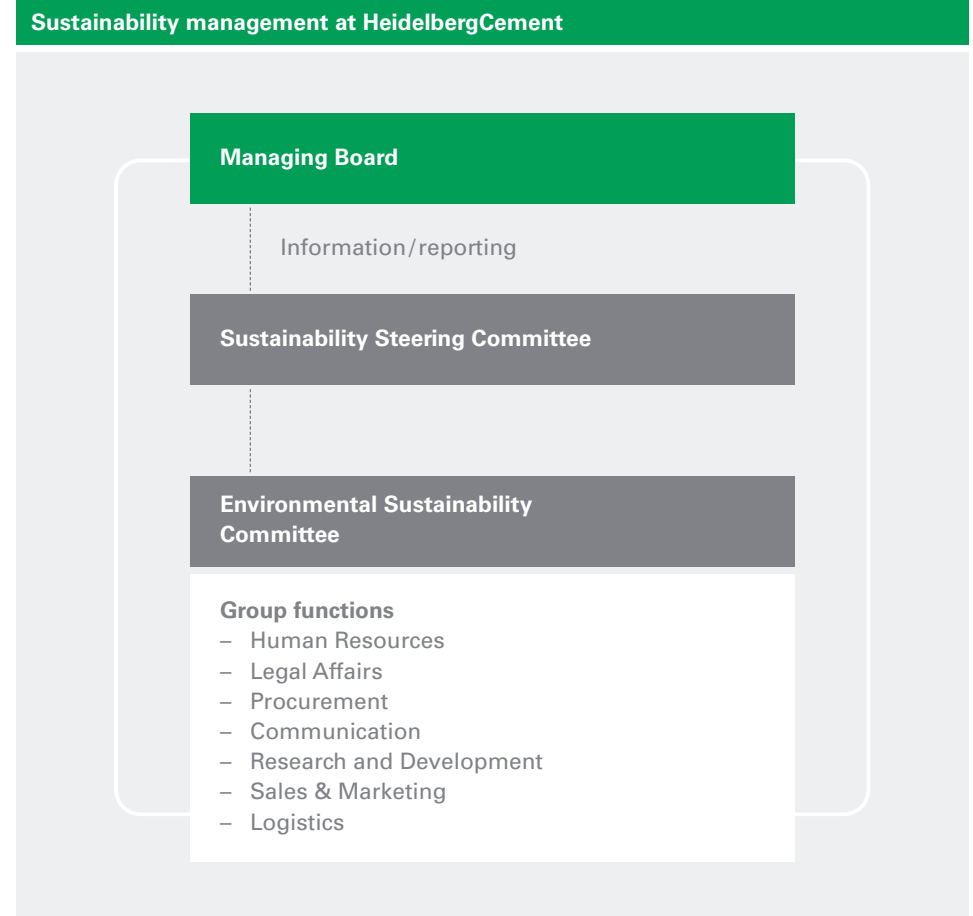 Sustainability management at HeidelbergCement
Managing Board
Information/reporting
Sustainability Steering Committee
Environmental Sustainability
Committee
Group functions
– Human Resources
– Legal Affairs
– Procurement
– Communication
– Research and Development
– Sales & Marketing
– Logistics